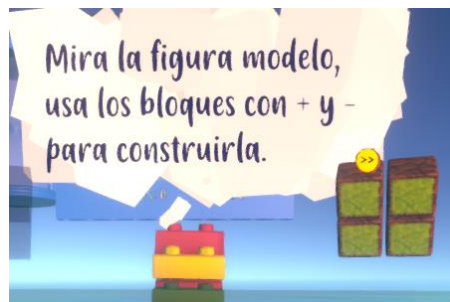 Mira la figura modelo,
usa los bloques con + y -
para construirla.
>>